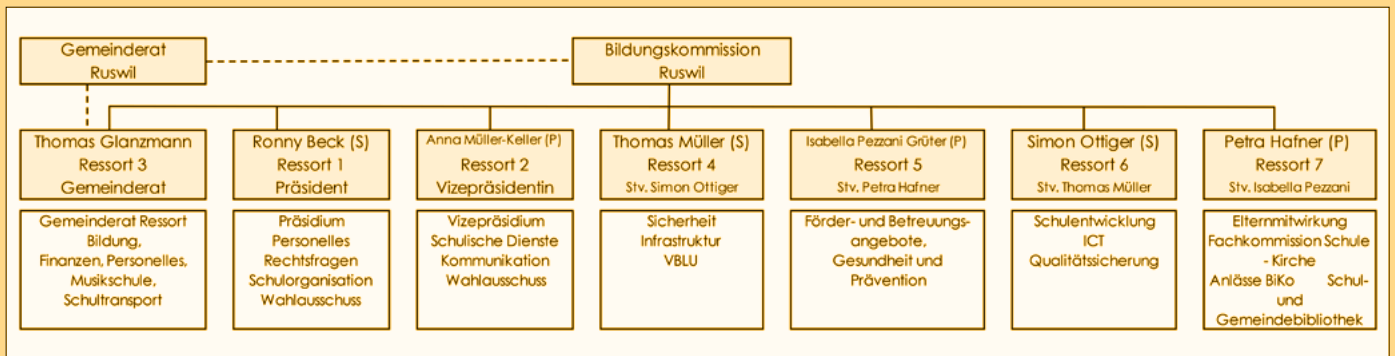 Gemeinderat
Ruswil
Bildungskommission
Ruswil
Thomas Glanzmann
Ressort 3
Gemeinderat
Ronny Beck (S)
Ressort 1
Präsident
Anna Müller-Keller (P)
Ressort 2
Vizepräsidentin
Thomas Müller (S)
Ressort 4
Stv. Simon Ottiger
Isabella Pezzani Grüter (P)
Ressort 5
Stv. Petra Hafner
Simon Ottiger (S)
Ressort 6
Stv. Thomas Müller
Petra Hafner (P)
Ressort 7
Stv. Isabella Pezzani
Gemeinderat Ressort
Bildung,
Finanzen, Personelles,
Musikschule,
Schultransport
Präsidium
Personelles
Rechtsfragen
Schulorganisation
Wahlausschuss
Vizepräsidium
Schulische Dienste
Kommunikation
Wahlausschuss
Sicherheit
Infrastruktur
VBLU
Förder- und Betreuungs-
angebote,
Gesundheit und
Prävention
Schulentwicklung
ICT
Qualitätssicherung
Elternmitwirkung
Fachkommission Schule
- Kirche
Anlässe BiKo Schul-
und
Gemeindebibliothek